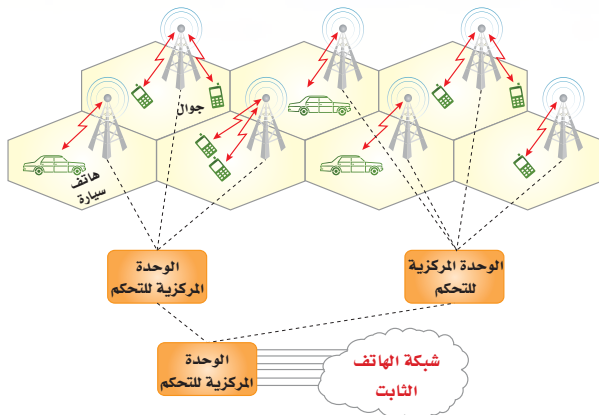 جوال
هاتف
سيارة
الوحدة المركزية
للتحكم
الوحدة
المركزية للتحكم
الوحدة
المركزية للتحكم
شبكة الهاتف
الثابت